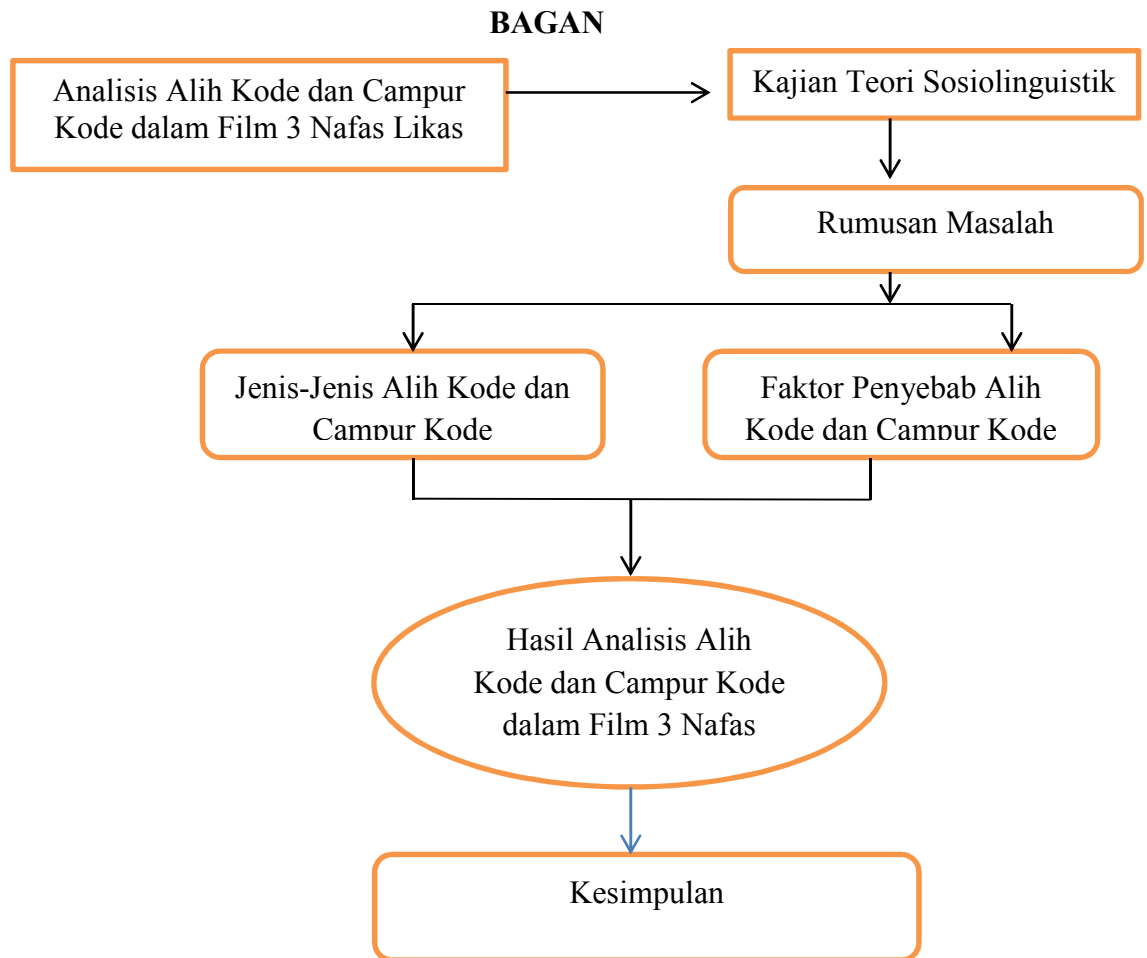 BAGAN
Analisis Alih Kode dan Campur
Kode dalam Film 3 Nafas Likas
Kajian Teori Sosiolinguistik
Rumusan Masalah
Jenis-Jenis Alih Kode dan
Campur Kode
Faktor Penyebab Alih
Kode dan Campur Kode
Hasil Analisis Alih
Kode dan Campur Kode
dalam Film 3 Nafas
Kesimpulan